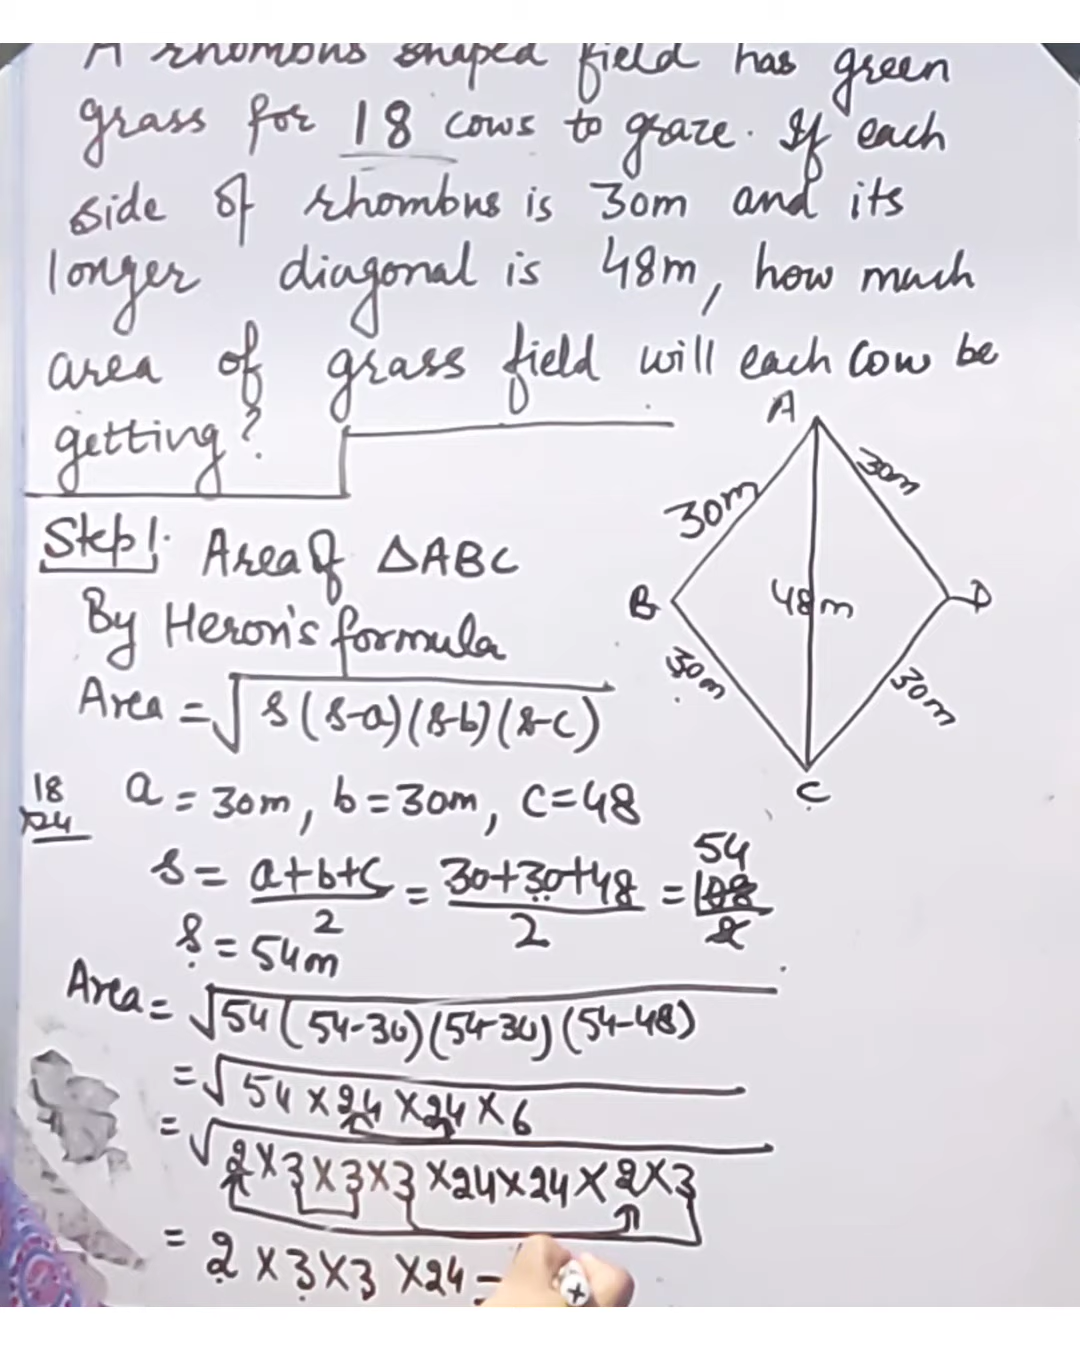 A rhombus shaped field has green
grass for 18 cows to graze. If each
side of rhombus is 30m and its
longer diagonal is 48m, how much
area of grass field will each cow be
getting?
A
30m
30m
B
48m
D
30m
30m
C
Step 1: Area of △ABC
By Heron's formula
Area = √s(s-a)(s-b)(s-c)
18
×24
a = 30m, b = 30m, c = 48
s = a+b+c/2 = 30+30+48/2 = 108/2 54
s = 54m
Area = √54(54-30)(54-30)(54-48)
= √54 × 24 × 24 × 6
= √2×3×3×3×24×24×2×3
= 2 × 3 × 3 × 24 =